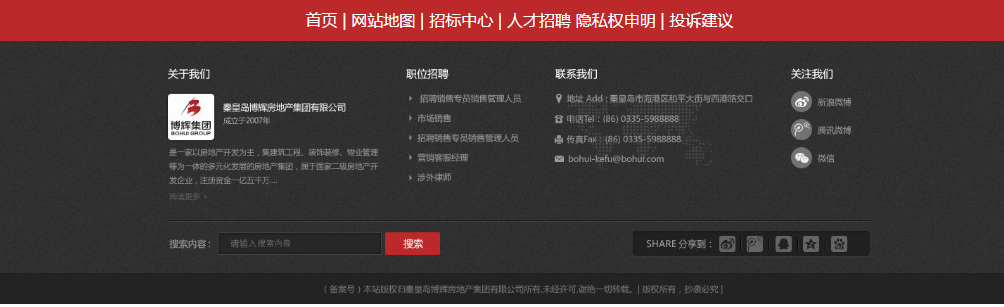 首页 | 网站地图 | 招标中心 | 人才招聘 隐私权申明 | 投诉建议
关于我们
博辉集团
BOHUI GROUP
秦皇岛博辉房地产集团有限公司
成立于2007年
是一家以房地产开发为主，集建筑工程、装饰装修、物业管理
等为一体的多元化发展的房地产集团，属于国家二级房地产开
发企业，注册资金一亿五千万....
阅读更多 >
职位招聘
招聘销售专员销售管理人员
市场销售
招聘销售专员销售管理人员
营销客服经理
涉外律师
联系我们
地址 Add : 秦皇岛市海港区和平大街与西港路交口
电话Tel : (86) 0335-5988888
传真Fax : (86) 0335-5988888
bohui-kefu@bohui.com
关注我们
新浪微博
腾讯微博
微信
搜索内容 :
请输入搜索内容
搜索
SHARE 分享到 :
（备案号）本站版权归秦皇岛博辉房地产集团有限公司所有,未经许可,谢绝一切转载。| 版权所有，抄袭必究 |